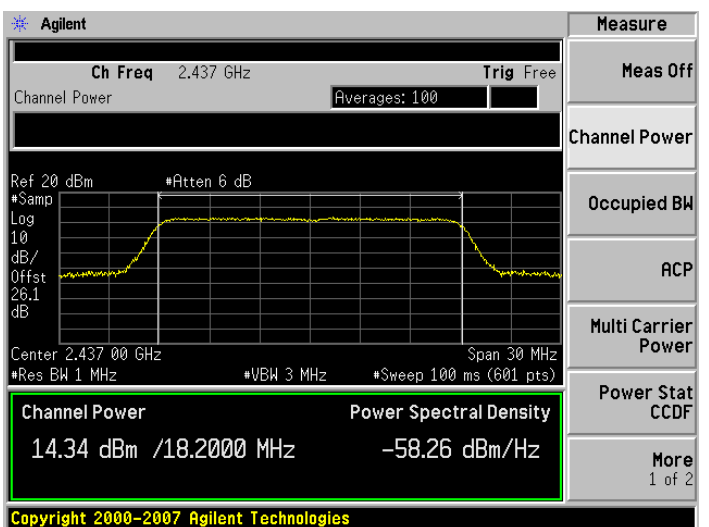 Agilent
Measure
Ch Freq 2.437 GHz Trig Free
Channel Power Averages: 100
Meas Off
Channel Power
Occupied BW
ACP
Multi Carrier
Power
Power Stat
CCDF
More
1 of 2
Ref 20 dBm #Atten 6 dB
#Samp
Log
10
dB/
Offst
26.1
dB
Center 2.437 00 GHz Span 30 MHz
#Res BW 1 MHz #VBW 3 MHz #Sweep 100 ms (601 pts)
Channel Power Power Spectral Density
14.34 dBm /18.2000 MHz -58.26 dBm/Hz
Copyright 2000-2007 Agilent Technologies